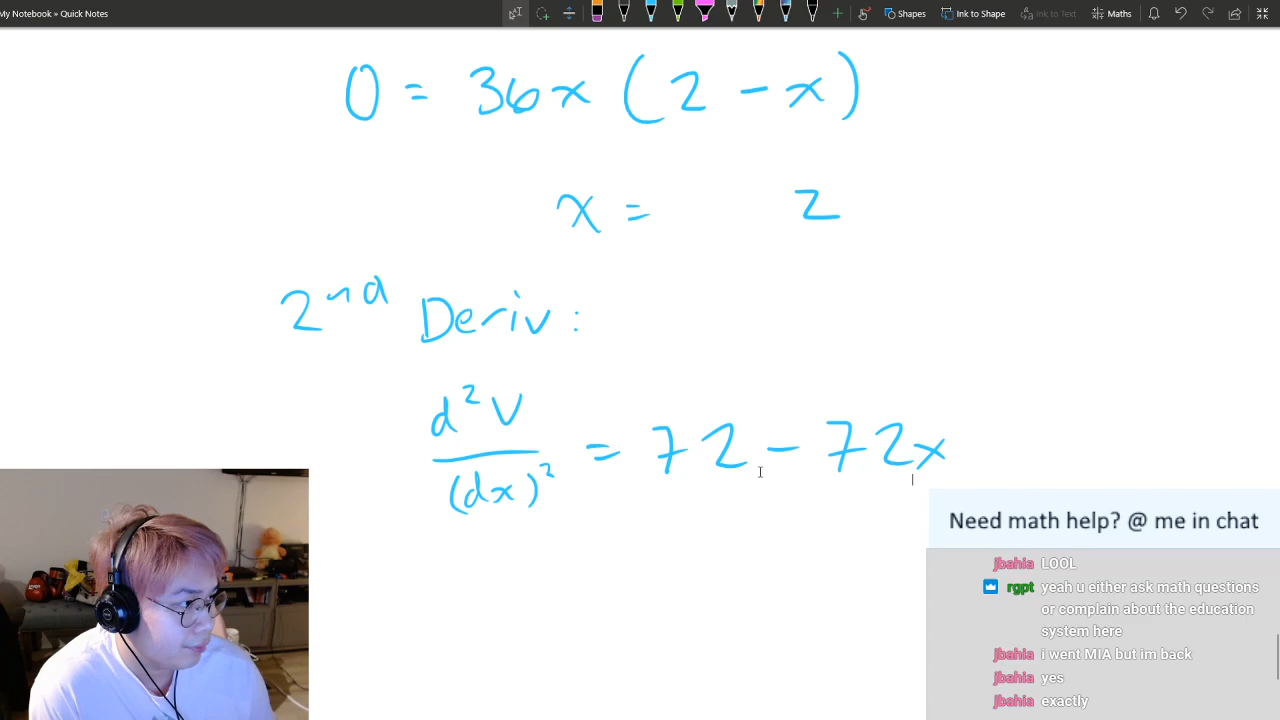 My Notebook » Quick Notes
Shapes
Ink to Shape
Ink to Text
Maths
0 = 36x (2 - x)
x = 2
2nd Deriv :
d²V
= 72 - 72x
(dx)²
Need math help? @ me in chat
jbahia LOOL
rgpt yeah u either ask math questions
or complain about the education
system here
jbahia i went MIA but im back
jbahia yes
jbahia exactly